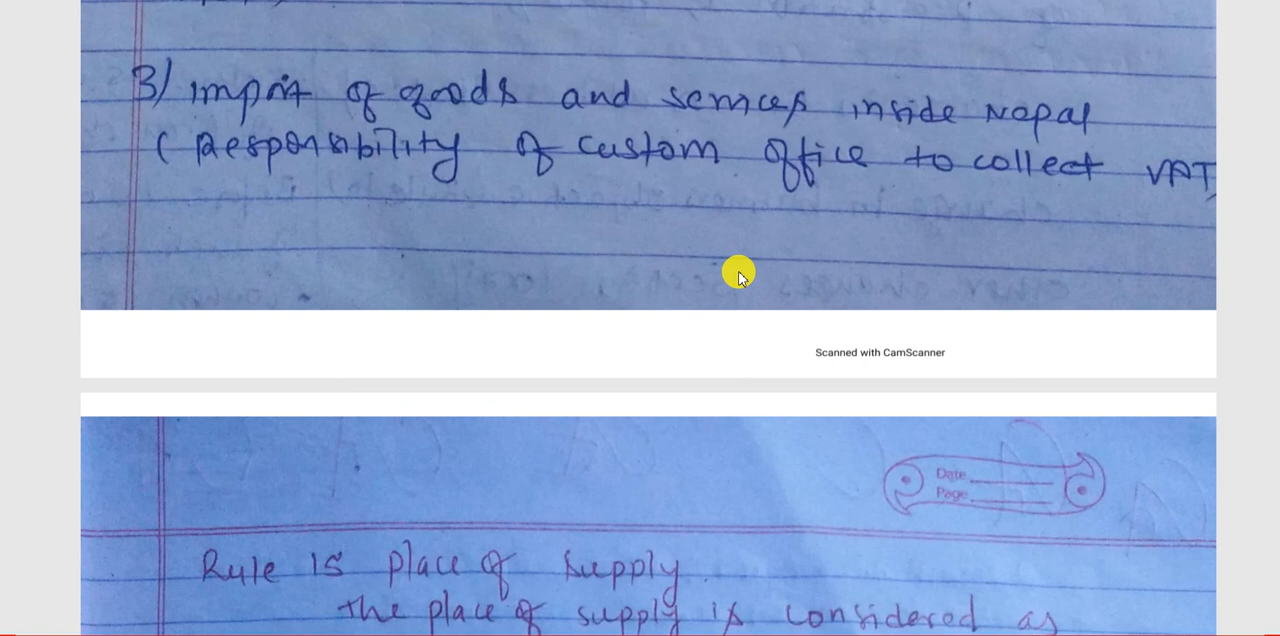 3) import of goods and services inside Nepal
( Responsibility of custom office to collect VAT
Scanned with CamScanner
Date
Page
Rule 15 place of supply
the place of supply is considered as